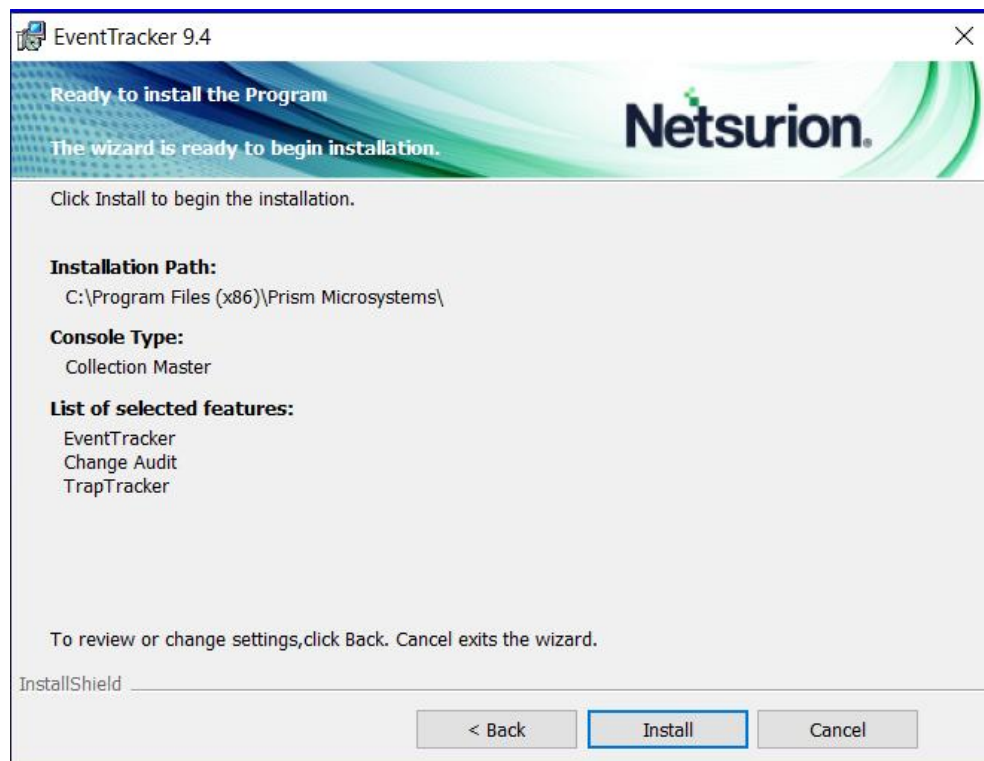 EventTracker 9.4
Ready to install the Program
Netsurion.
The wizard is ready to begin installation.
Click Install to begin the installation.
Installation Path:
C:\Program Files (x86)\Prism Microsystems\
Console Type:
Collection Master
List of selected features:
EventTracker
Change Audit
TrapTracker
To review or change settings,click Back. Cancel exits the wizard.
InstallShield
< Back Install Cancel